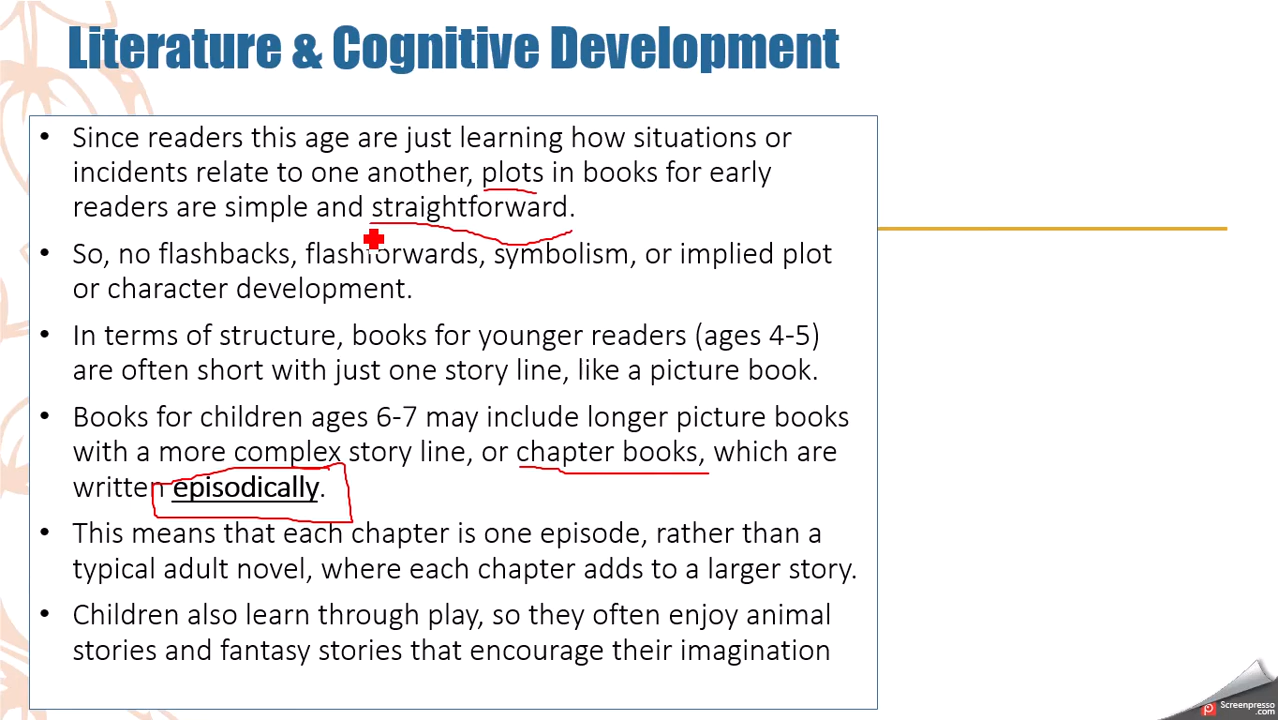 Literature & Cognitive Development
• Since readers this age are just learning how situations or
incidents relate to one another, plots in books for early
readers are simple and straightforward.
• So, no flashbacks, flashforwards, symbolism, or implied plot
or character development.
• In terms of structure, books for younger readers (ages 4-5)
are often short with just one story line, like a picture book.
• Books for children ages 6-7 may include longer picture books
with a more complex story line, or chapter books, which are
written episodically.
• This means that each chapter is one episode, rather than a
typical adult novel, where each chapter adds to a larger story.
• Children also learn through play, so they often enjoy animal
stories and fantasy stories that encourage their imagination
Screenpresso
.com